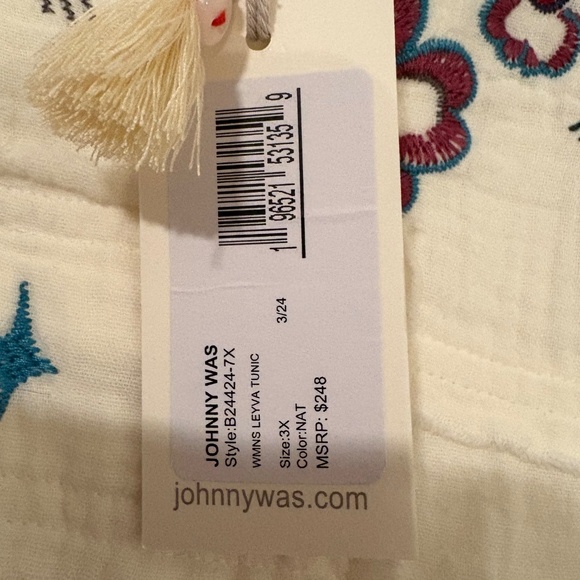 JOHNNY WAS
Style:B24424-7X
WMNS LEYVA TUNIC
3/24
Size:3X
Color:NAT
MSRP: $248
1 96521 53135 9
johnnywas.com